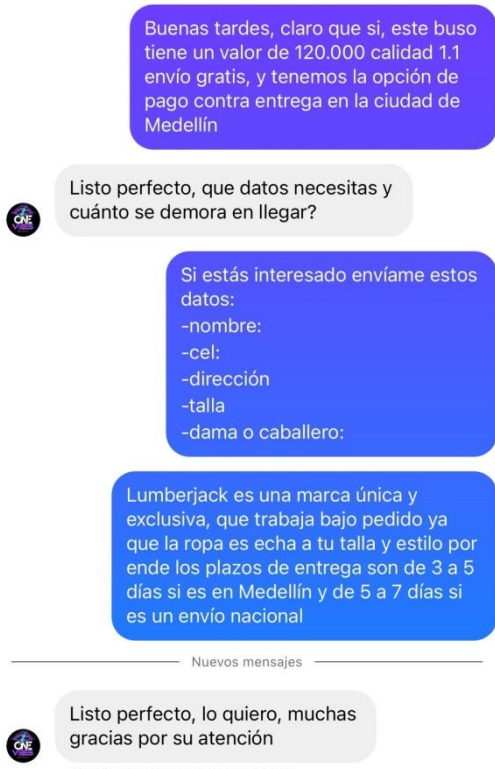 Buenas tardes, claro que si, este buso
tiene un valor de 120.000 calidad 1.1
envío gratis, y tenemos la opción de
pago contra entrega en la ciudad de
Medellín
Listo perfecto, que datos necesitas y
cuánto se demora en llegar?
Si estás interesado envíame estos
datos:
-nombre:
-cel:
-dirección
-talla
-dama o caballero:
Lumberjack es una marca única y
exclusiva, que trabaja bajo pedido ya
que la ropa es echa a tu talla y estilo por
ende los plazos de entrega son de 3 a 5
días si es en Medellín y de 5 a 7 días si
es un envío nacional
Nuevos mensajes
Listo perfecto, lo quiero, muchas
gracias por su atención